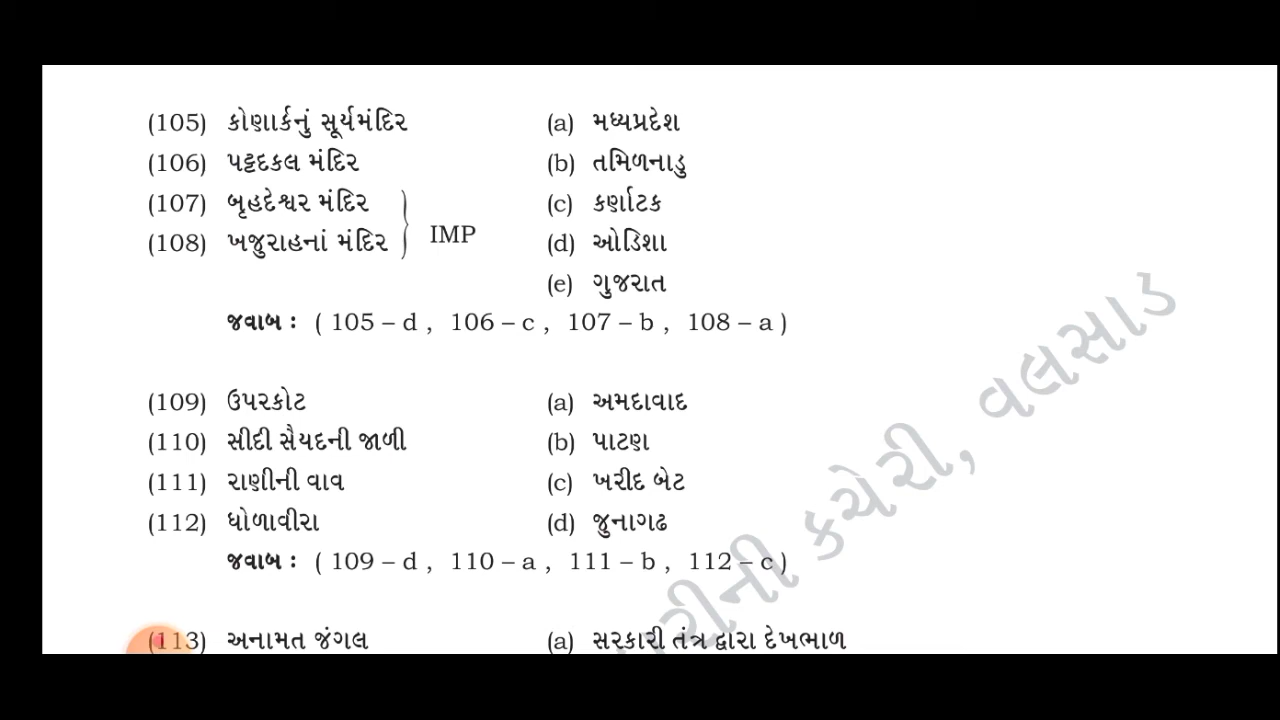 (105) કોણાર્કનું સૂર્યમંદિર (a) મધ્યપ્રદેશ
(106) પટ્ટદકલ મંદિર (b) તમિળનાડુ
(107) બૃહદેશ્વર મંદિર (c) કર્ણાટક
(108) ખજુરાહનાં મંદિર } IMP (d) ઓડિશા
(e) ગુજરાત
જવાબ : ( 105 – d , 106 – c , 107 – b , 108 – a )
(109) ઉપરકોટ (a) અમદાવાદ
(110) સીદી સૈયદની જાળી (b) પાટણ
(111) રાણીની વાવ (c) ખરીદ બેટ
(112) ધોળાવીરા (d) જુનાગઢ
જવાબ : ( 109 – d , 110 – a , 111 – b , 112 – c )
(113) અનામત જંગલ (a) સરકારી તંત્ર દ્વારા દેખભાળ
કચેરી, વલસાડ